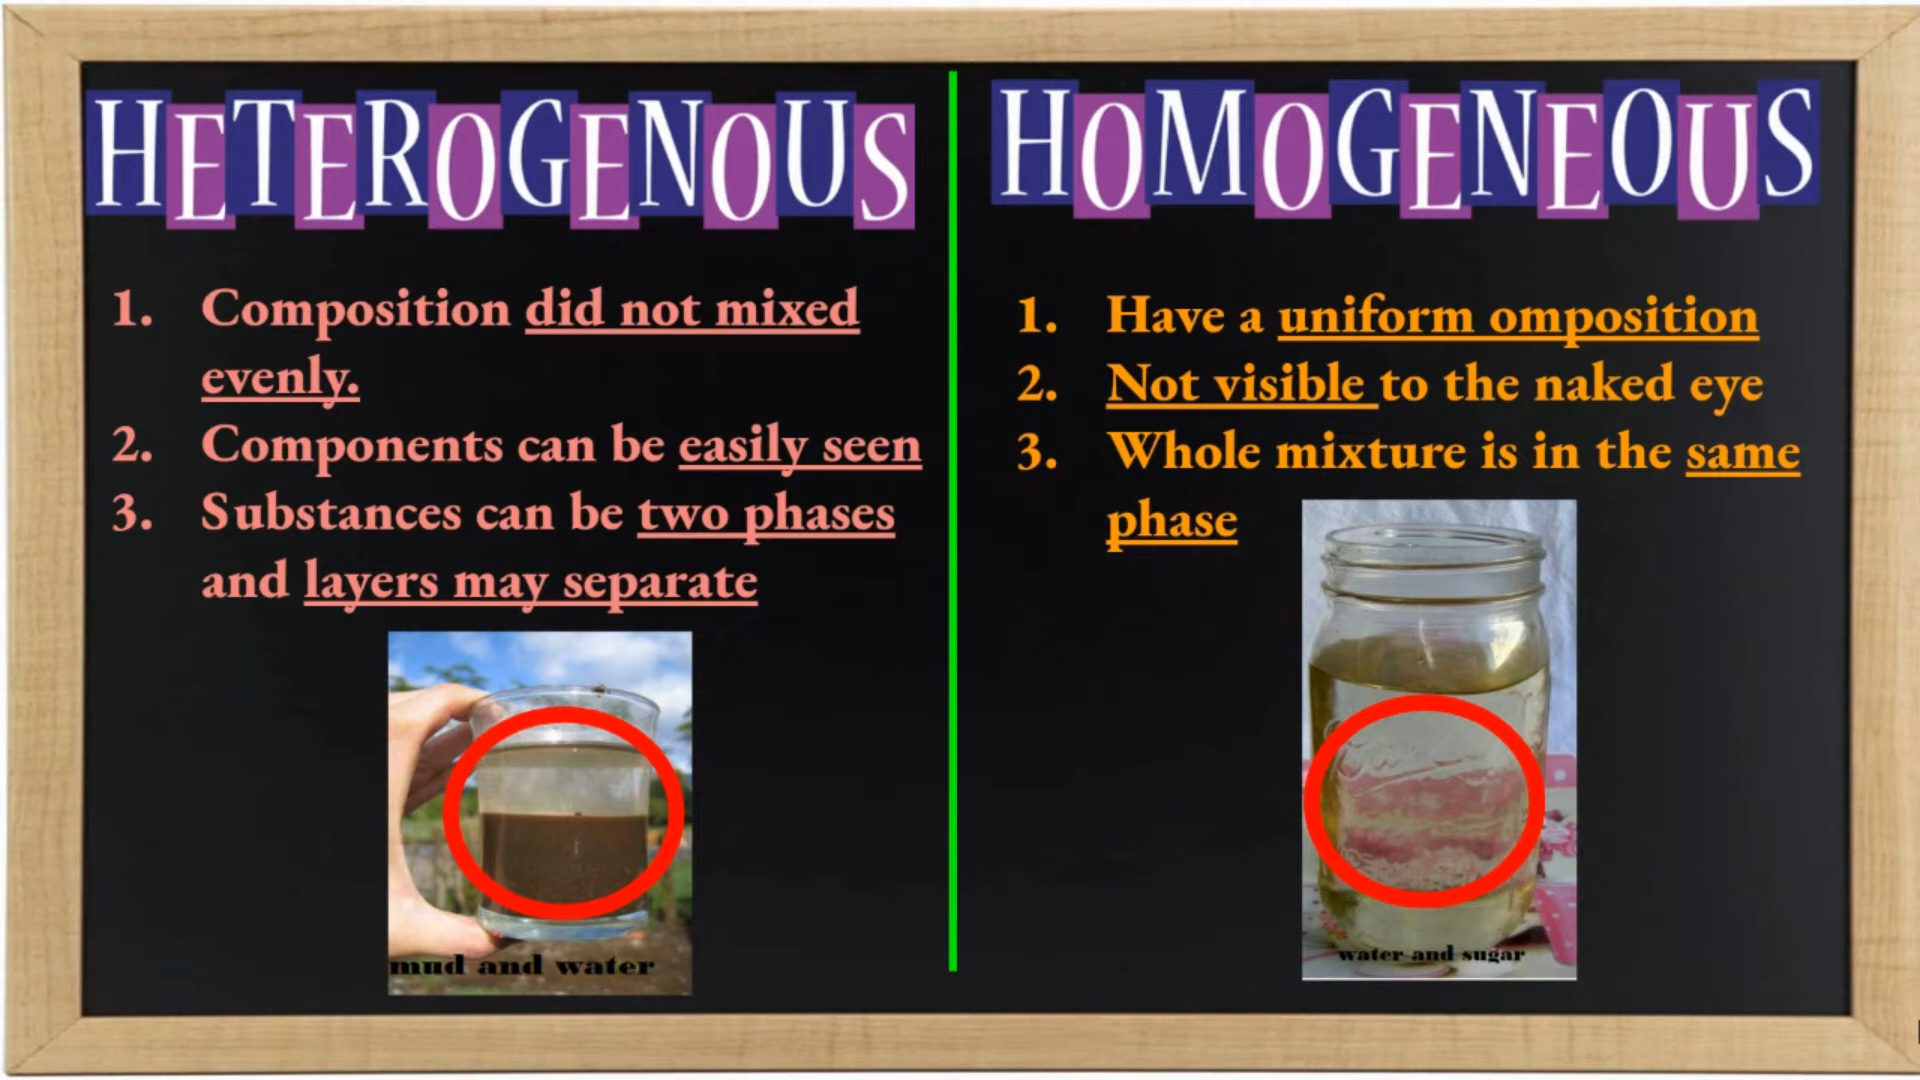 HETEROGENOUS
1. Composition did not mixed
evenly.
2. Components can be easily seen
3. Substances can be two phases
and layers may separate
mud and water
HOMOGENEOUS
1. Have a uniform omposition
2. Not visible to the naked eye
3. Whole mixture is in the same
phase
water and sugar